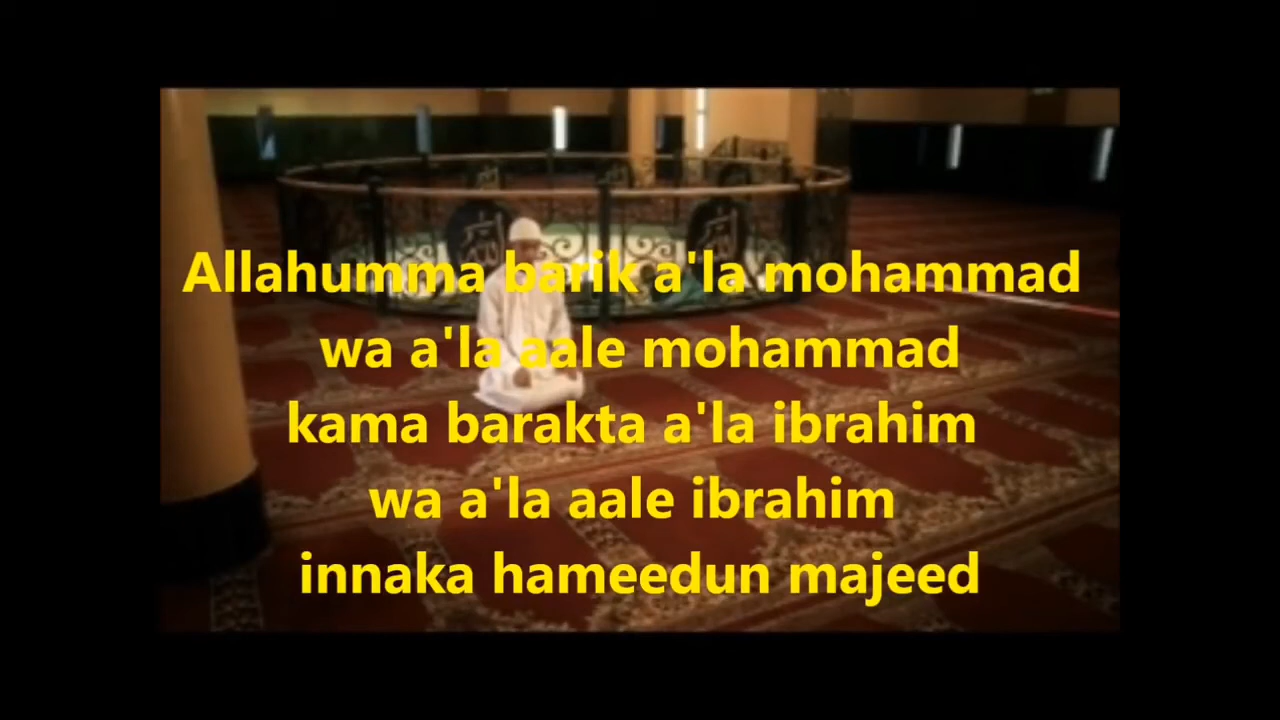 Allahumma barik a'la mohammad
wa a'la aale mohammad
kama barakta a'la ibrahim
wa a'la aale ibrahim
innaka hameedun majeed